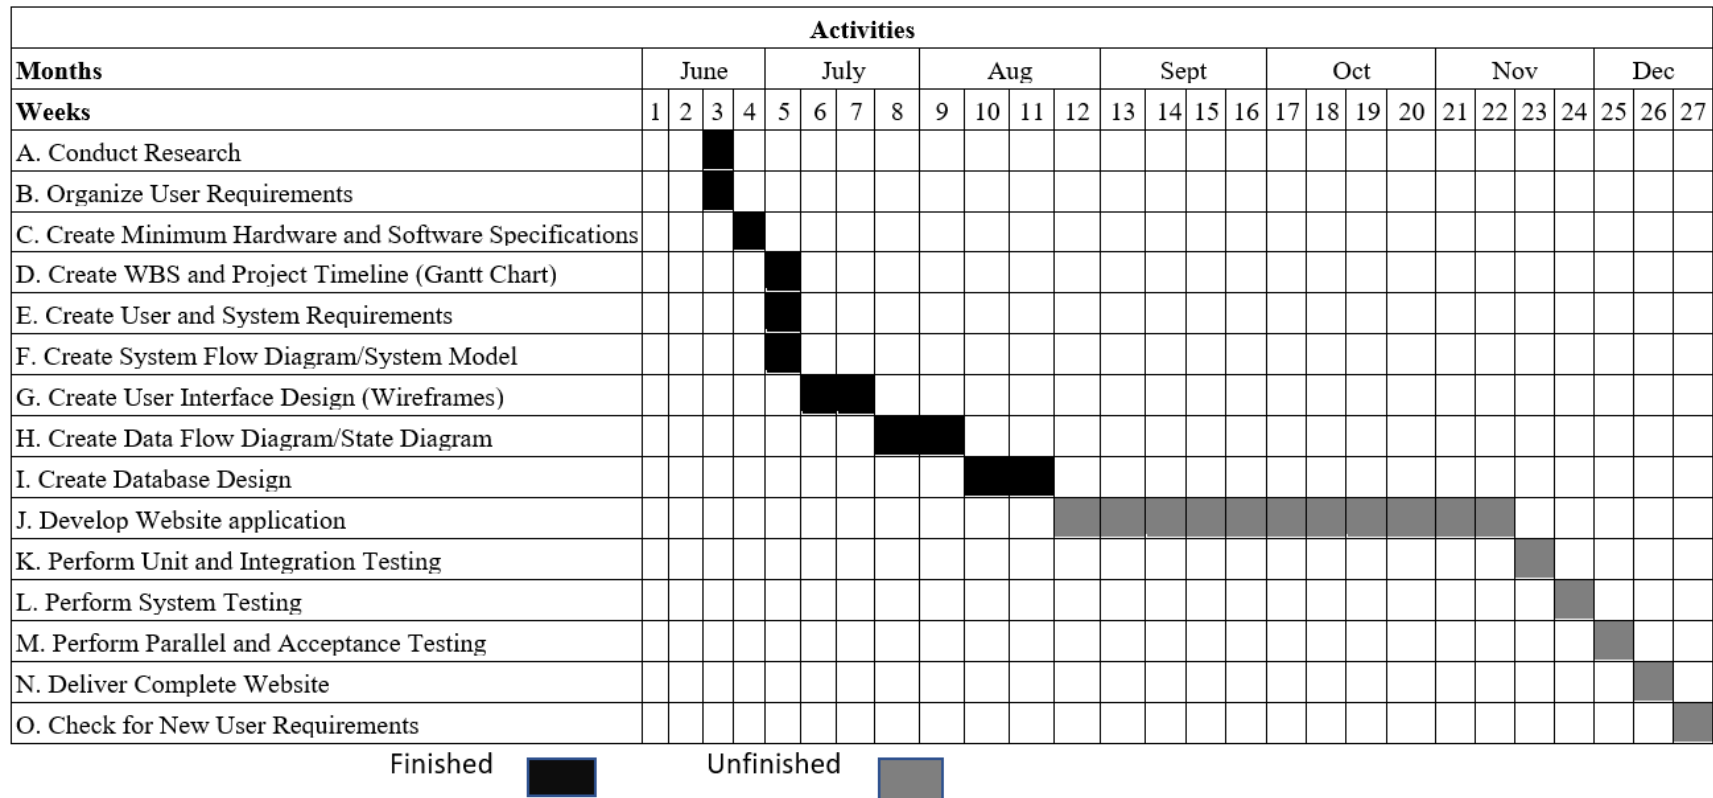 Activities
Months June July Aug Sept Oct Nov Dec
Weeks 1 2 3 4 5 6 7 8 9 10 11 12 13 14 15 16 17 18 19 20 21 22 23 24 25 26 27
A. Conduct Research
B. Organize User Requirements
C. Create Minimum Hardware and Software Specifications
D. Create WBS and Project Timeline (Gantt Chart)
E. Create User and System Requirements
F. Create System Flow Diagram/System Model
G. Create User Interface Design (Wireframes)
H. Create Data Flow Diagram/State Diagram
I. Create Database Design
J. Develop Website application
K. Perform Unit and Integration Testing
L. Perform System Testing
M. Perform Parallel and Acceptance Testing
N. Deliver Complete Website
O. Check for New User Requirements
Finished Unfinished